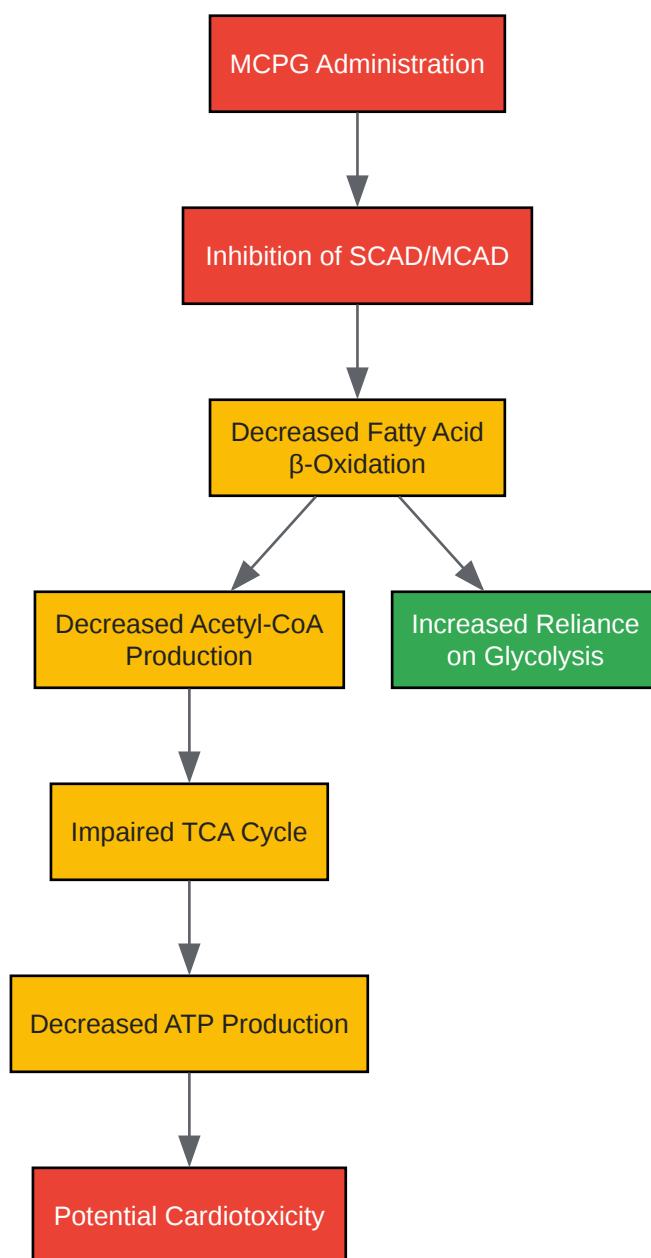 MCPG Administration
Inhibition of SCAD/MCAD
Decreased Fatty Acid
β-Oxidation
Decreased Acetyl-CoA
Production
Increased Reliance
on Glycolysis
Impaired TCA Cycle
Decreased ATP Production
Potential Cardiotoxicity